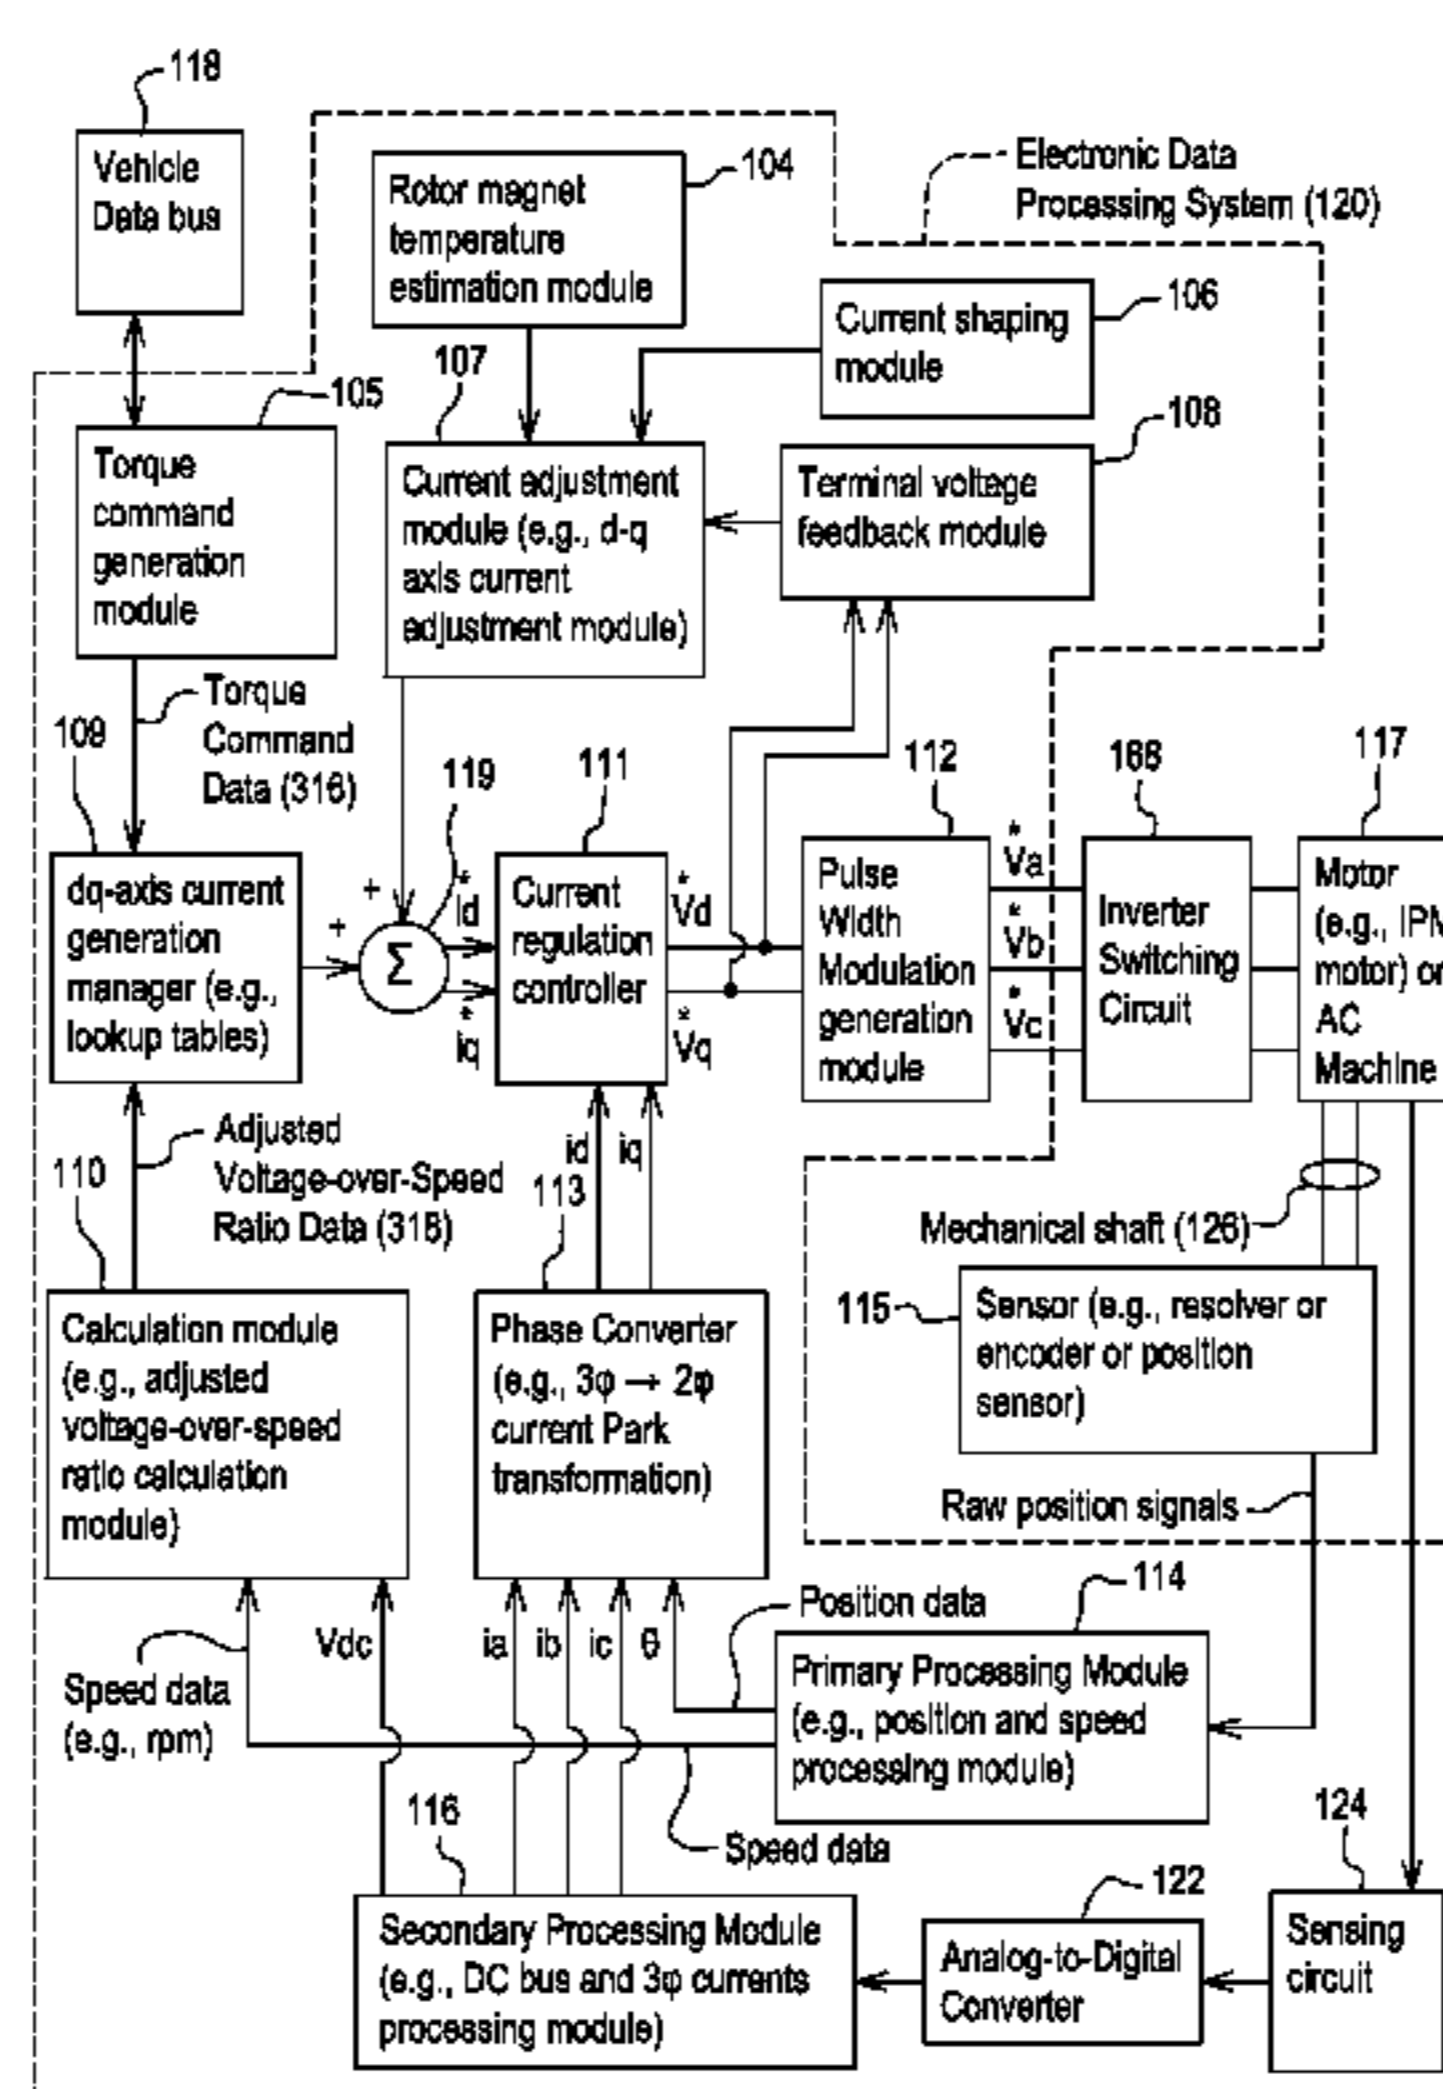 118
Vehicle
Data bus
104
Rotor magnet
temperature
estimation module
Electronic Data
Processing System (120)
106
Current shaping
module
107
105
108
Torque
command
generation
module
Current adjustment
module (e.g., d-q
axis current
adjustment module)
Terminal voltage
feedback module
Torque
Command
Data (316)
109
119
111
112
168
117
dq-axis current
generation
manager (e.g.,
lookup tables)
+
+
Σ
*
id
*
iq
Current
regulation
controller
*
Vd
*
Vq
Pulse
Width
Modulation
generation
module
*
Va
*
Vb
*
Vc
Inverter
Switching
Circuit
Motor
(e.g., IPM
motor) or
AC
Machine
Adjusted
Voltage-over-Speed
Ratio Data (318)
110
id
iq
113
Mechanical shaft (126)
Calculation module
(e.g., adjusted
voltage-over-speed
ratio calculation
module)
Phase Converter
(e.g., 3φ → 2φ
current Park
transformation)
115
Sensor (e.g., resolver or
encoder or position
sensor)
Raw position signals
Speed data
(e.g., rpm)
Vdc
ia
ib
ic
θ
Position data
114
Primary Processing Module
(e.g., position and speed
processing module)
Speed data
116
124
122
Secondary Processing Module
(e.g., DC bus and 3φ currents
processing module)
Analog-to-Digital
Converter
Sensing
circuit